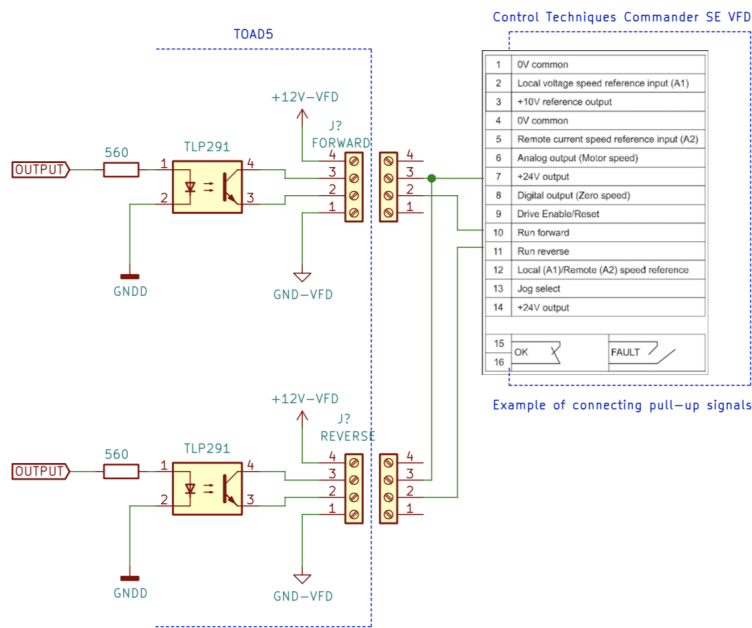 Control Techniques Commander SE VFD
TOAD5
1 0V common
2 Local voltage speed reference input (A1)
3 +10V reference output
4 0V common
5 Remote current speed reference input (A2)
6 Analog output (Motor speed)
7 +24V output
8 Digital output (Zero speed)
9 Drive Enable/Reset
10 Run forward
11 Run reverse
12 Local (A1)/Remote (A2) speed reference
13 Jog select
14 +24V output
15
16
OK
FAULT
Example of connecting pull-up signals
+12V-VFD
J?
FORWARD
TLP291
560
OUTPUT
1
2
4
3
4
3
2
1
4
3
2
1
GNDD
GND-VFD
+12V-VFD
J?
REVERSE
TLP291
560
OUTPUT
1
2
4
3
4
3
2
1
4
3
2
1
GNDD
GND-VFD